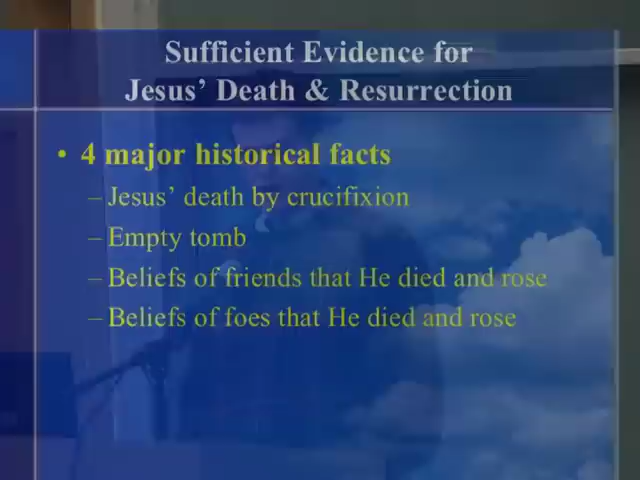 Sufficient Evidence for
Jesus’ Death & Resurrection
• 4 major historical facts
– Jesus’ death by crucifixion
– Empty tomb
– Beliefs of friends that He died and rose
– Beliefs of foes that He died and rose